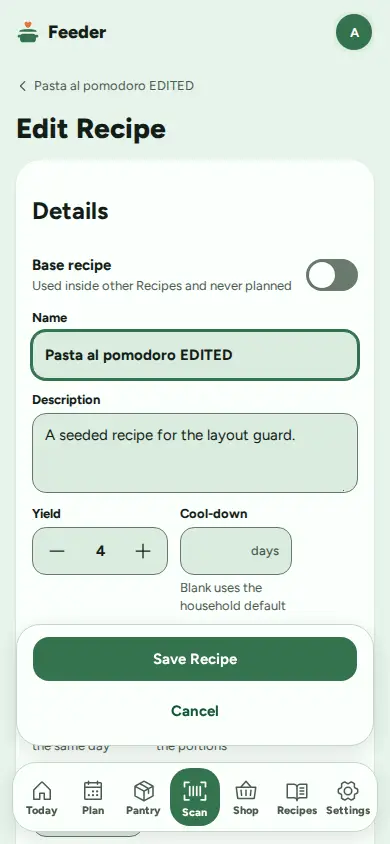 Feeder
A
Pasta al pomodoro EDITED
Edit Recipe
Details
Base recipe
Used inside other Recipes and never planned
Name
Pasta al pomodoro EDITED
Description
A seeded recipe for the layout guard.
Yield
Cool-down
4
days
Blank uses the
household default
Save Recipe
Cancel
the same day
the portions
Today
Plan
Pantry
Scan
Shop
Recipes
Settings